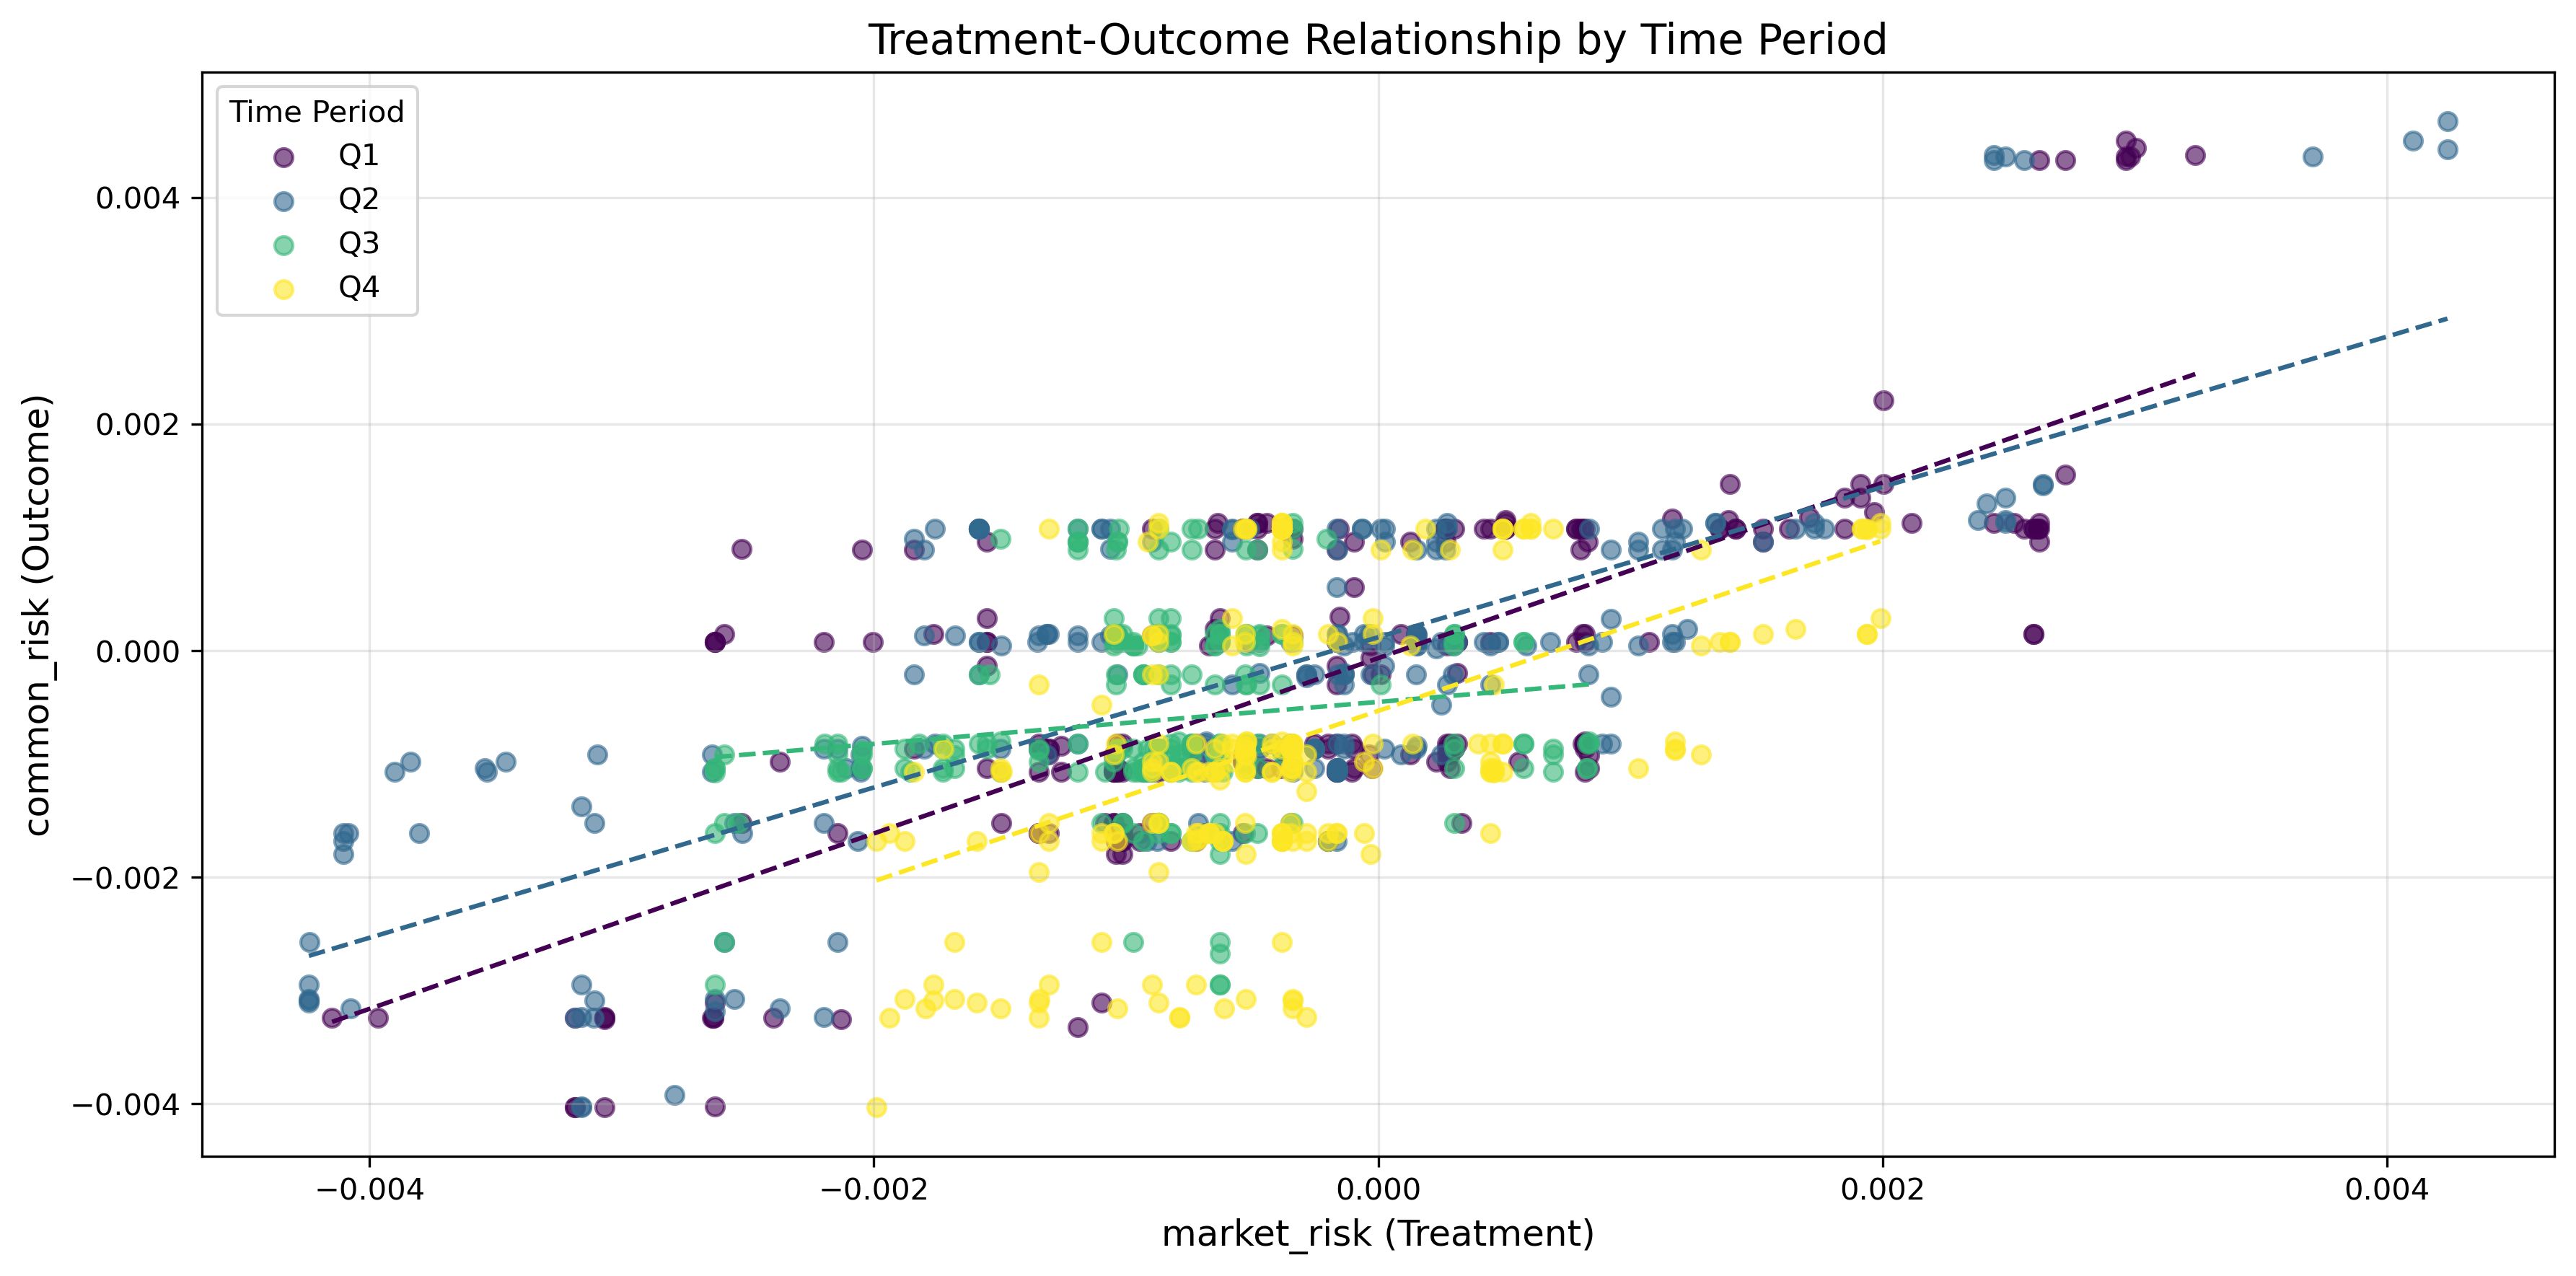 Treatment-Outcome Relationship by Time Period
Time Period
Q1
Q2
Q3
Q4
0.004
0.002
0.000
−0.002
−0.004
common_risk (Outcome)
−0.004
−0.002
0.000
0.002
0.004
market_risk (Treatment)